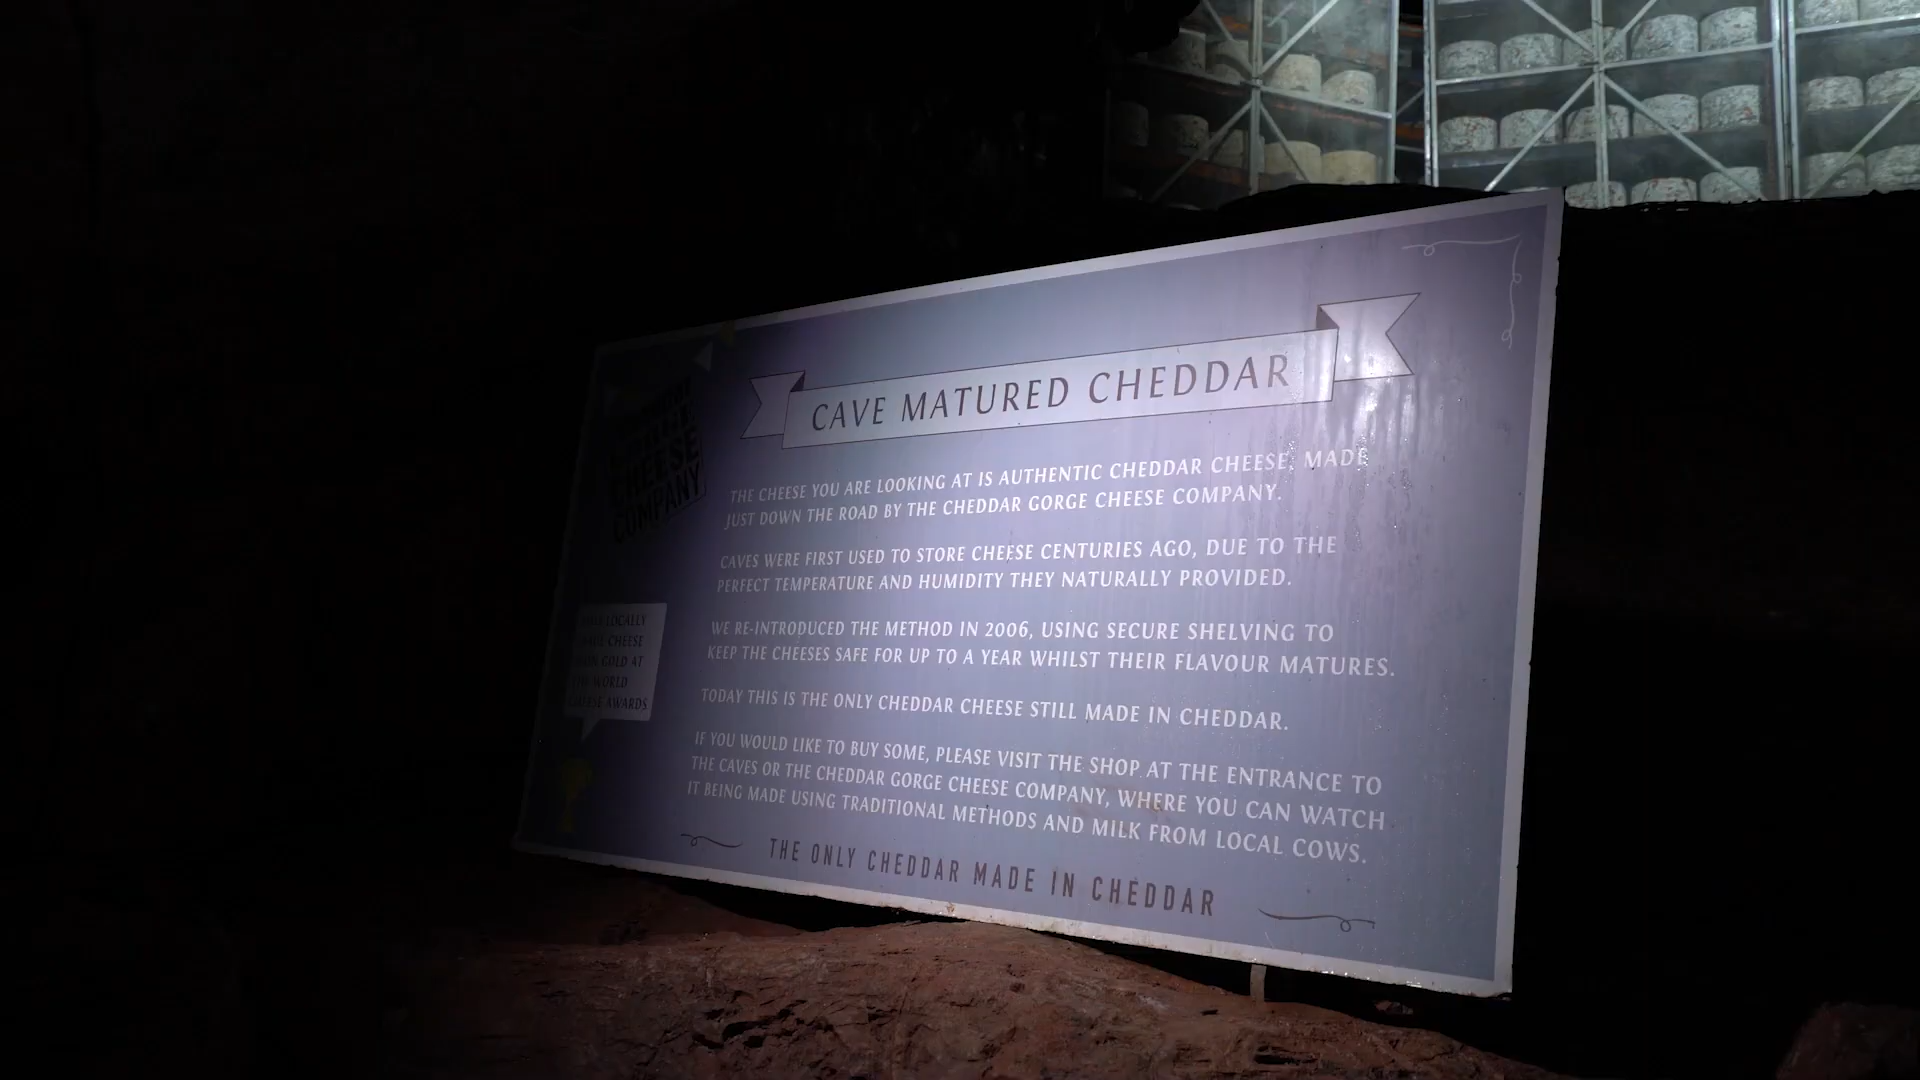 CAVE MATURED CHEDDAR
THE CHEESE YOU ARE LOOKING AT IS AUTHENTIC CHEDDAR CHEESE, MADE
JUST DOWN THE ROAD BY THE CHEDDAR GORGE CHEESE COMPANY.
CAVES WERE FIRST USED TO STORE CHEESE CENTURIES AGO, DUE TO THE
PERFECT TEMPERATURE AND HUMIDITY THEY NATURALLY PROVIDED.
WE RE-INTRODUCED THE METHOD IN 2006, USING SECURE SHELVING TO
KEEP THE CHEESES SAFE FOR UP TO A YEAR WHILST THEIR FLAVOUR MATURES.
TODAY THIS IS THE ONLY CHEDDAR CHEESE STILL MADE IN CHEDDAR.
IF YOU WOULD LIKE TO BUY SOME, PLEASE VISIT THE SHOP AT THE ENTRANCE TO
THE CAVES OR THE CHEDDAR GORGE CHEESE COMPANY, WHERE YOU CAN WATCH
IT BEING MADE USING TRADITIONAL METHODS AND MILK FROM LOCAL COWS.
THE ONLY CHEDDAR MADE IN CHEDDAR
CHEESE
COMPANY
LOCALLY
CHEESE
GOLD AT
WORLD
AWARDS